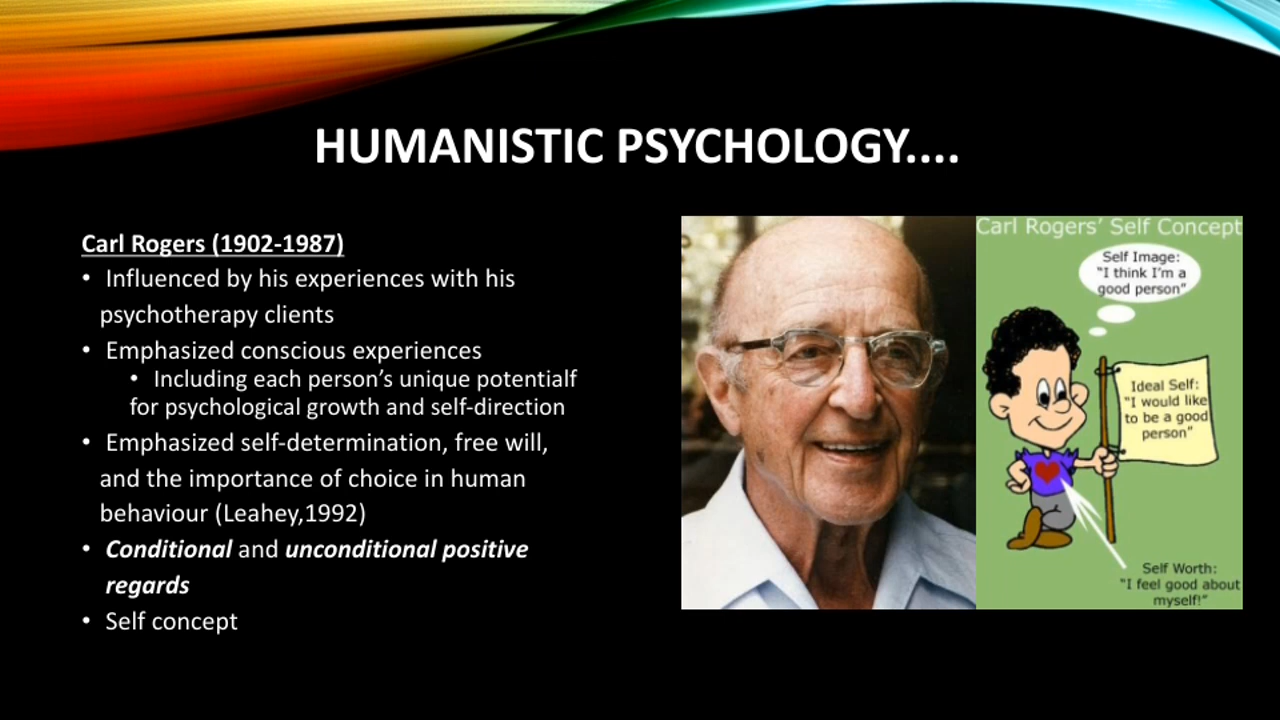 HUMANISTIC PSYCHOLOGY....
Carl Rogers (1902-1987)
• Influenced by his experiences with his
psychotherapy clients
• Emphasized conscious experiences
• Including each person’s unique potentialf
for psychological growth and self-direction
• Emphasized self-determination, free will,
and the importance of choice in human
behaviour (Leahey,1992)
• Conditional and unconditional positive
regards
• Self concept
Carl Rogers’ Self Concept
Self Image:
“I think I’m a
good person”
Ideal Self:
“I would like
to be a good
person”
Self Worth:
“I feel good about
myself!”